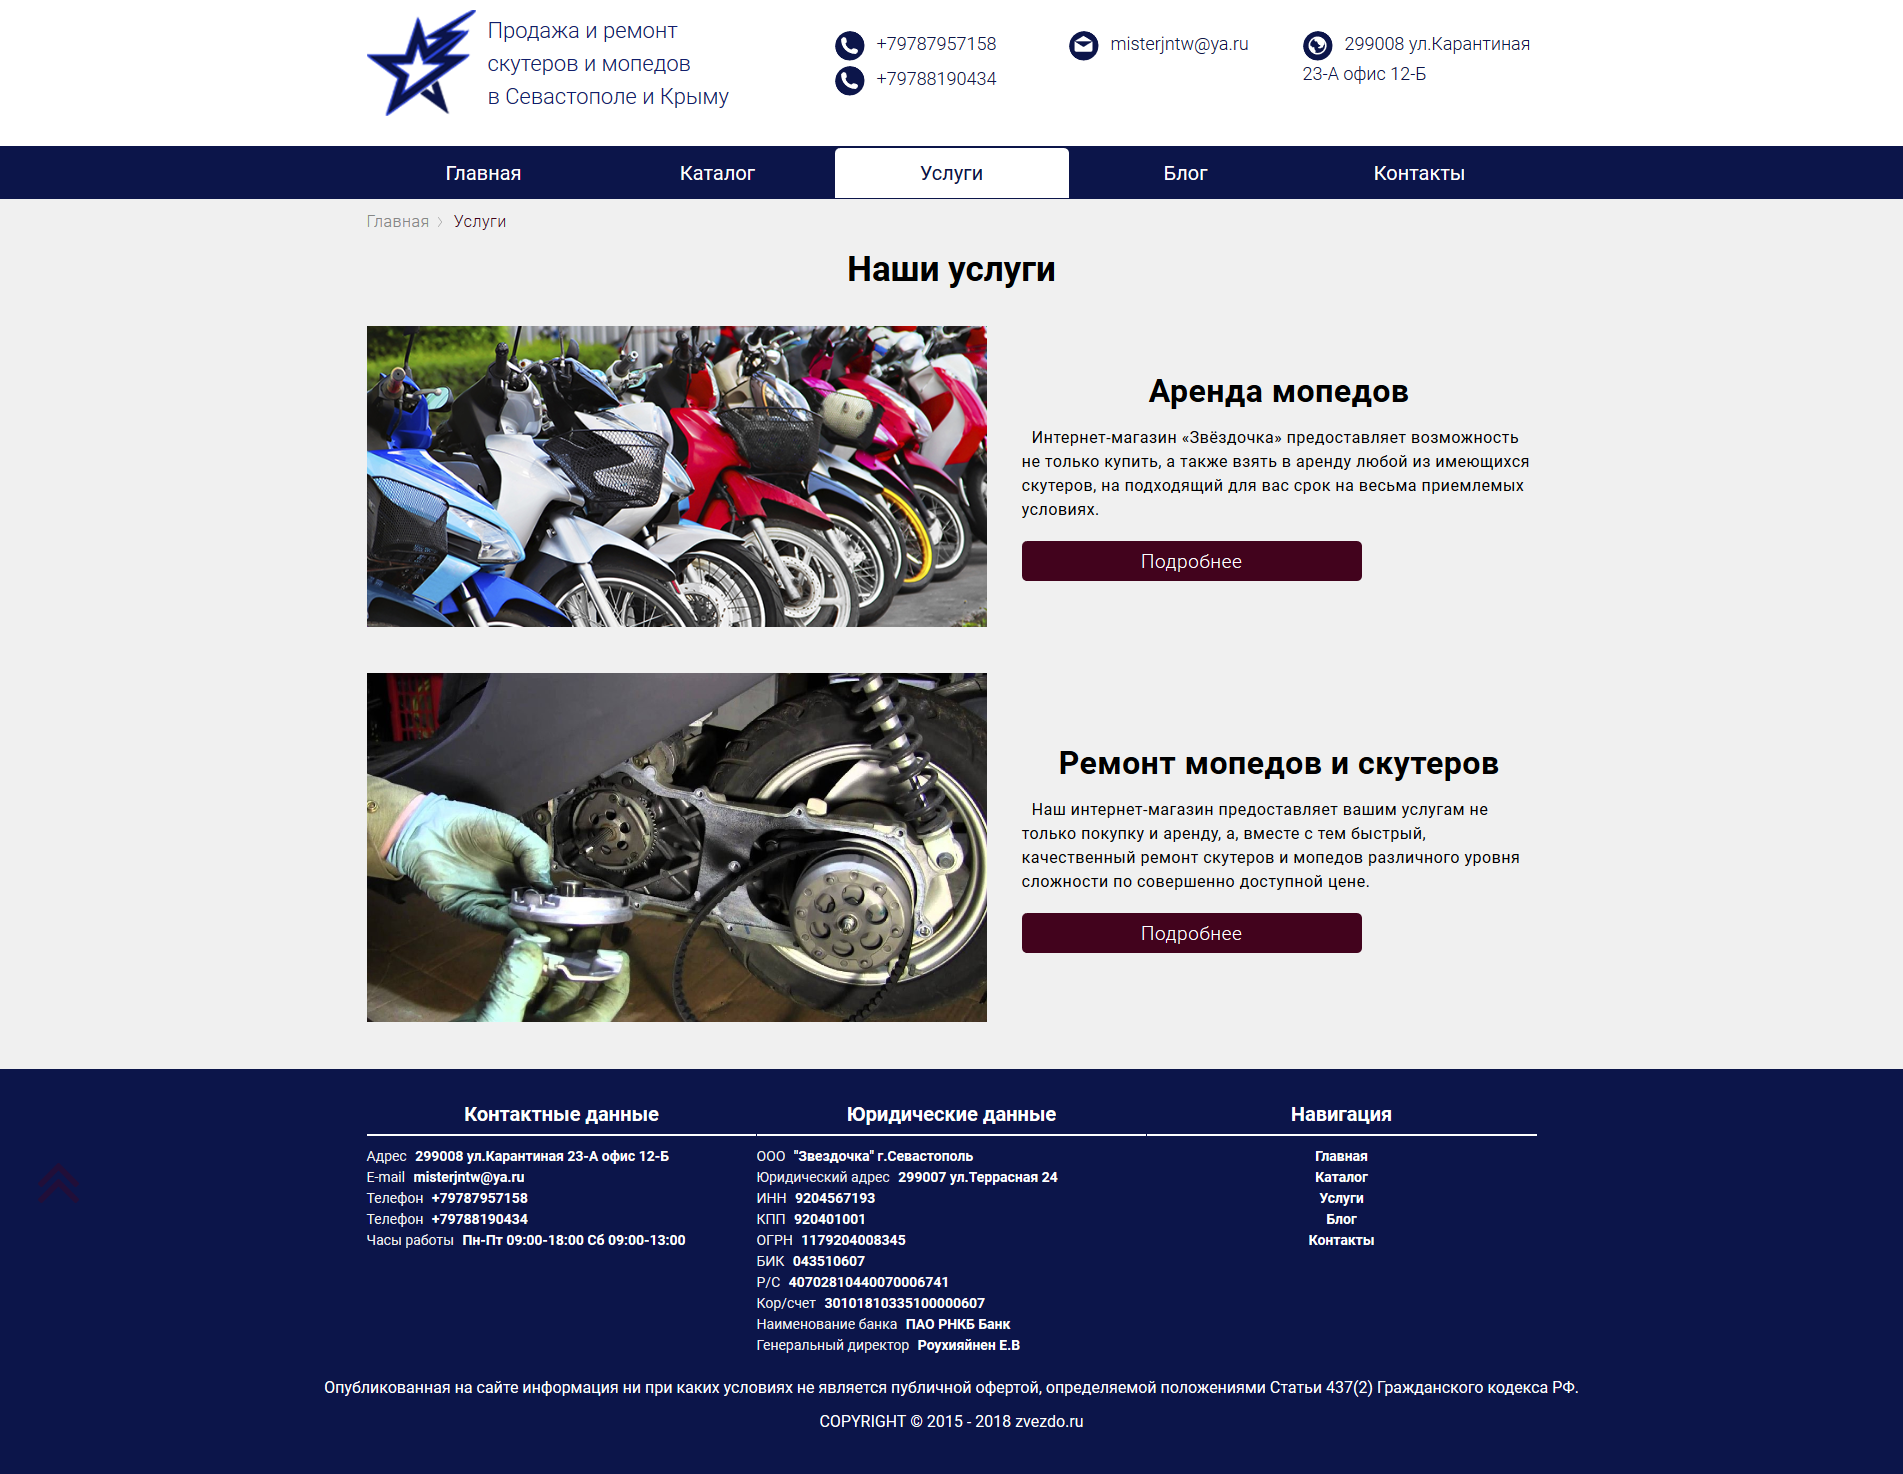 Продажа и ремонт
скутеров и мопедов
в Севастополе и Крыму
+79787957158
+79788190434
misterjntw@ya.ru
299008 ул.Карантиная
23-А офис 12-Б
Главная
Каталог
Услуги
Блог
Контакты
Главная
Услуги
Наши услуги
Аренда мопедов
Интернет-магазин «Звёздочка» предоставляет возможность
не только купить, а также взять в аренду любой из имеющихся
скутеров, на подходящий для вас срок на весьма приемлемых
условиях.
Подробнее
Ремонт мопедов и скутеров
Наш интернет-магазин предоставляет вашим услугам не
только покупку и аренду, а, вместе с тем быстрый,
качественный ремонт скутеров и мопедов различного уровня
сложности по совершенно доступной цене.
Подробнее
Контактные данные
Адрес 299008 ул.Карантиная 23-А офис 12-Б
E-mail misterjntw@ya.ru
Телефон +79787957158
Телефон +79788190434
Часы работы Пн-Пт 09:00-18:00 Сб 09:00-13:00
Юридические данные
ООО "Звездочка" г.Севастополь
Юридический адрес 299007 ул.Террасная 24
ИНН 9204567193
КПП 920401001
ОГРН 1179204008345
БИК 043510607
Р/С 40702810440070006741
Кор/счет 30101810335100000607
Наименование банка ПАО РНКБ Банк
Генеральный директор Роухияйнен Е.В
Навигация
Главная
Каталог
Услуги
Блог
Контакты
Опубликованная на сайте информация ни при каких условиях не является публичной офертой, определяемой положениями Статьи 437(2) Гражданского кодекса РФ.
COPYRIGHT © 2015 - 2018 zvezdo.ru